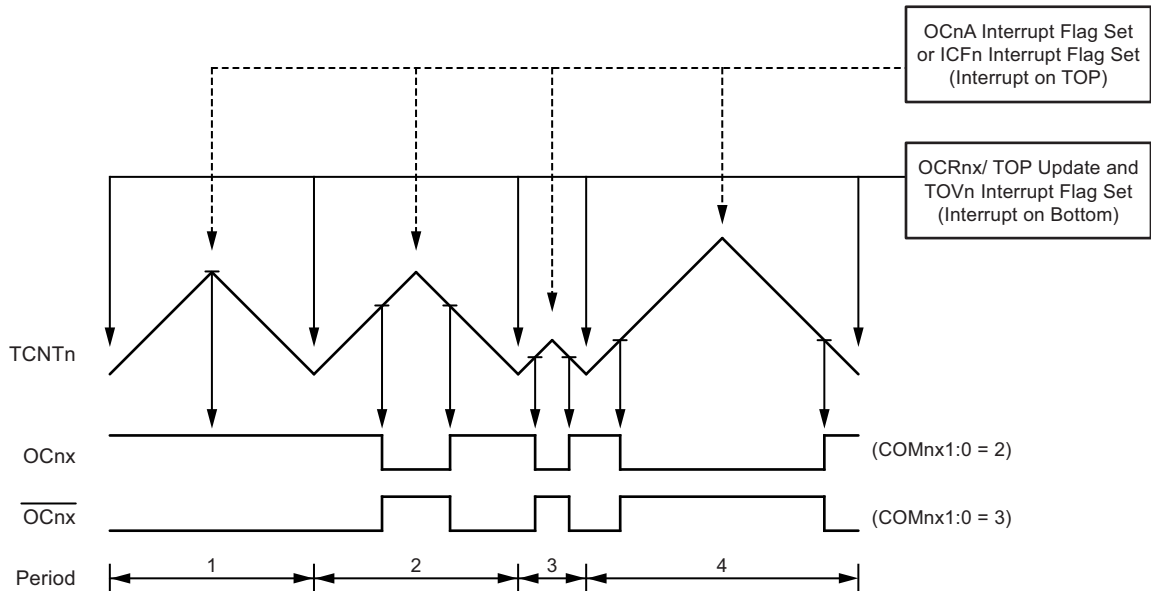 OCnA Interrupt Flag Set
or ICFn Interrupt Flag Set
(Interrupt on TOP)
OCRnx/ TOP Update and
TOVn Interrupt Flag Set
(Interrupt on Bottom)
TCNTn
OCnx
(COMnx1:0 = 2)
OCnx
(COMnx1:0 = 3)
Period
1
2
3
4